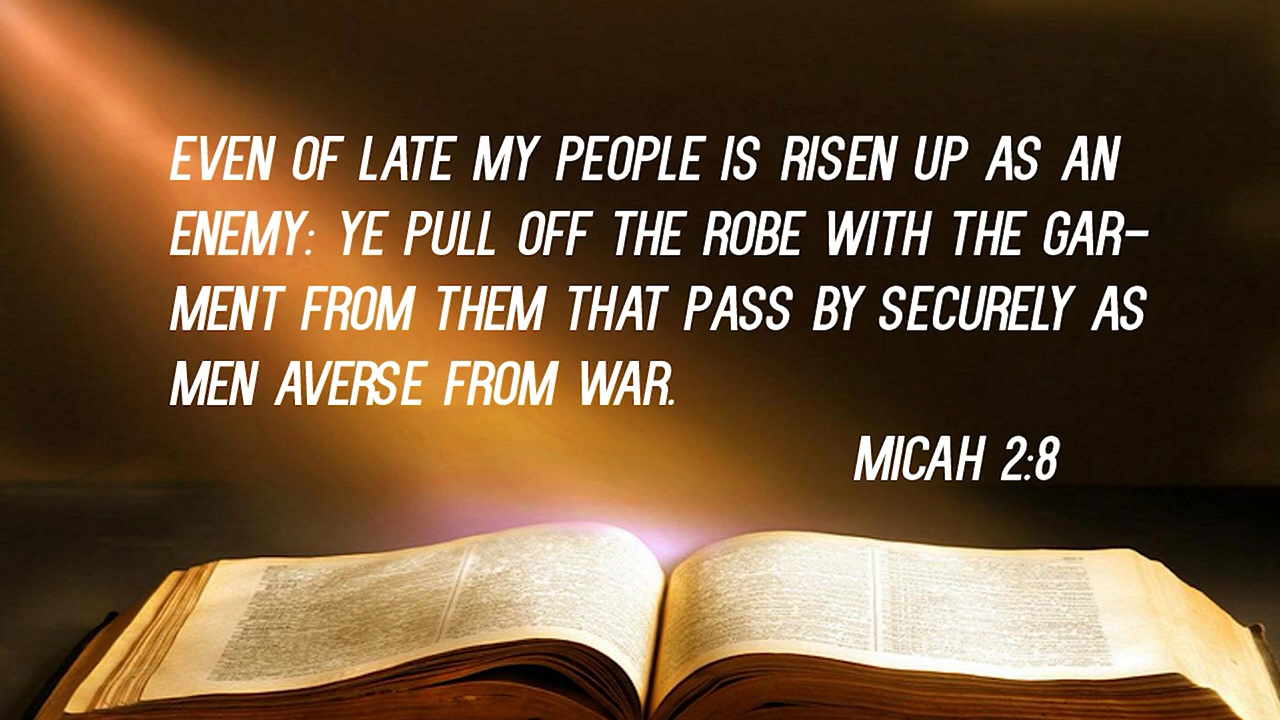 EVEN OF LATE MY PEOPLE IS RISEN UP AS AN
ENEMY: YE PULL OFF THE ROBE WITH THE GAR-
MENT FROM THEM THAT PASS BY SECURELY AS
MEN AVERSE FROM WAR.
MICAH 2:8